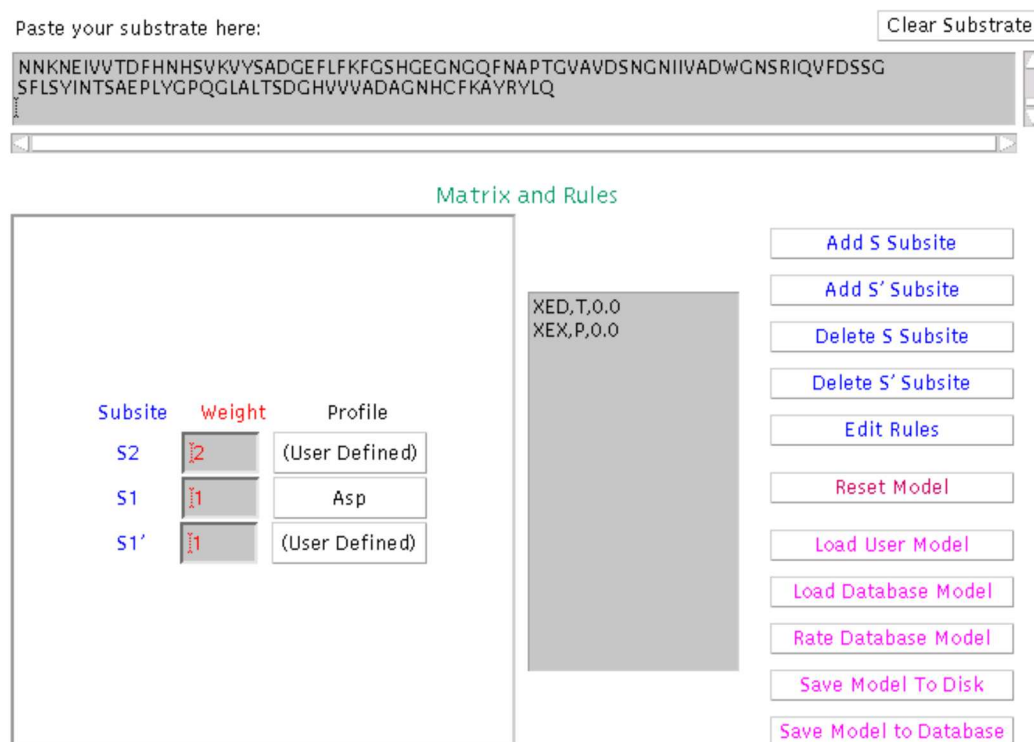 Paste your substrate here:
Clear Substrate
NNKNEIVVTDFHNHSVKVYSADGEFLFKFGSHGEGNGQFNAPTGVAVDSNGNIIVADWGNSRIQVFDSSG
SFLSYINTSAEPLYGPQGLALTSDGHVVVADAGNHCFKAYRYLQ
Matrix and Rules
Subsite Weight Profile
S2 2 (User Defined)
S1 1 Asp
S1' 1 (User Defined)
XED,T,0.0
XEX,P,0.0
Add S Subsite
Add S' Subsite
Delete S Subsite
Delete S' Subsite
Edit Rules
Reset Model
Load User Model
Load Database Model
Rate Database Model
Save Model To Disk
Save Model to Database